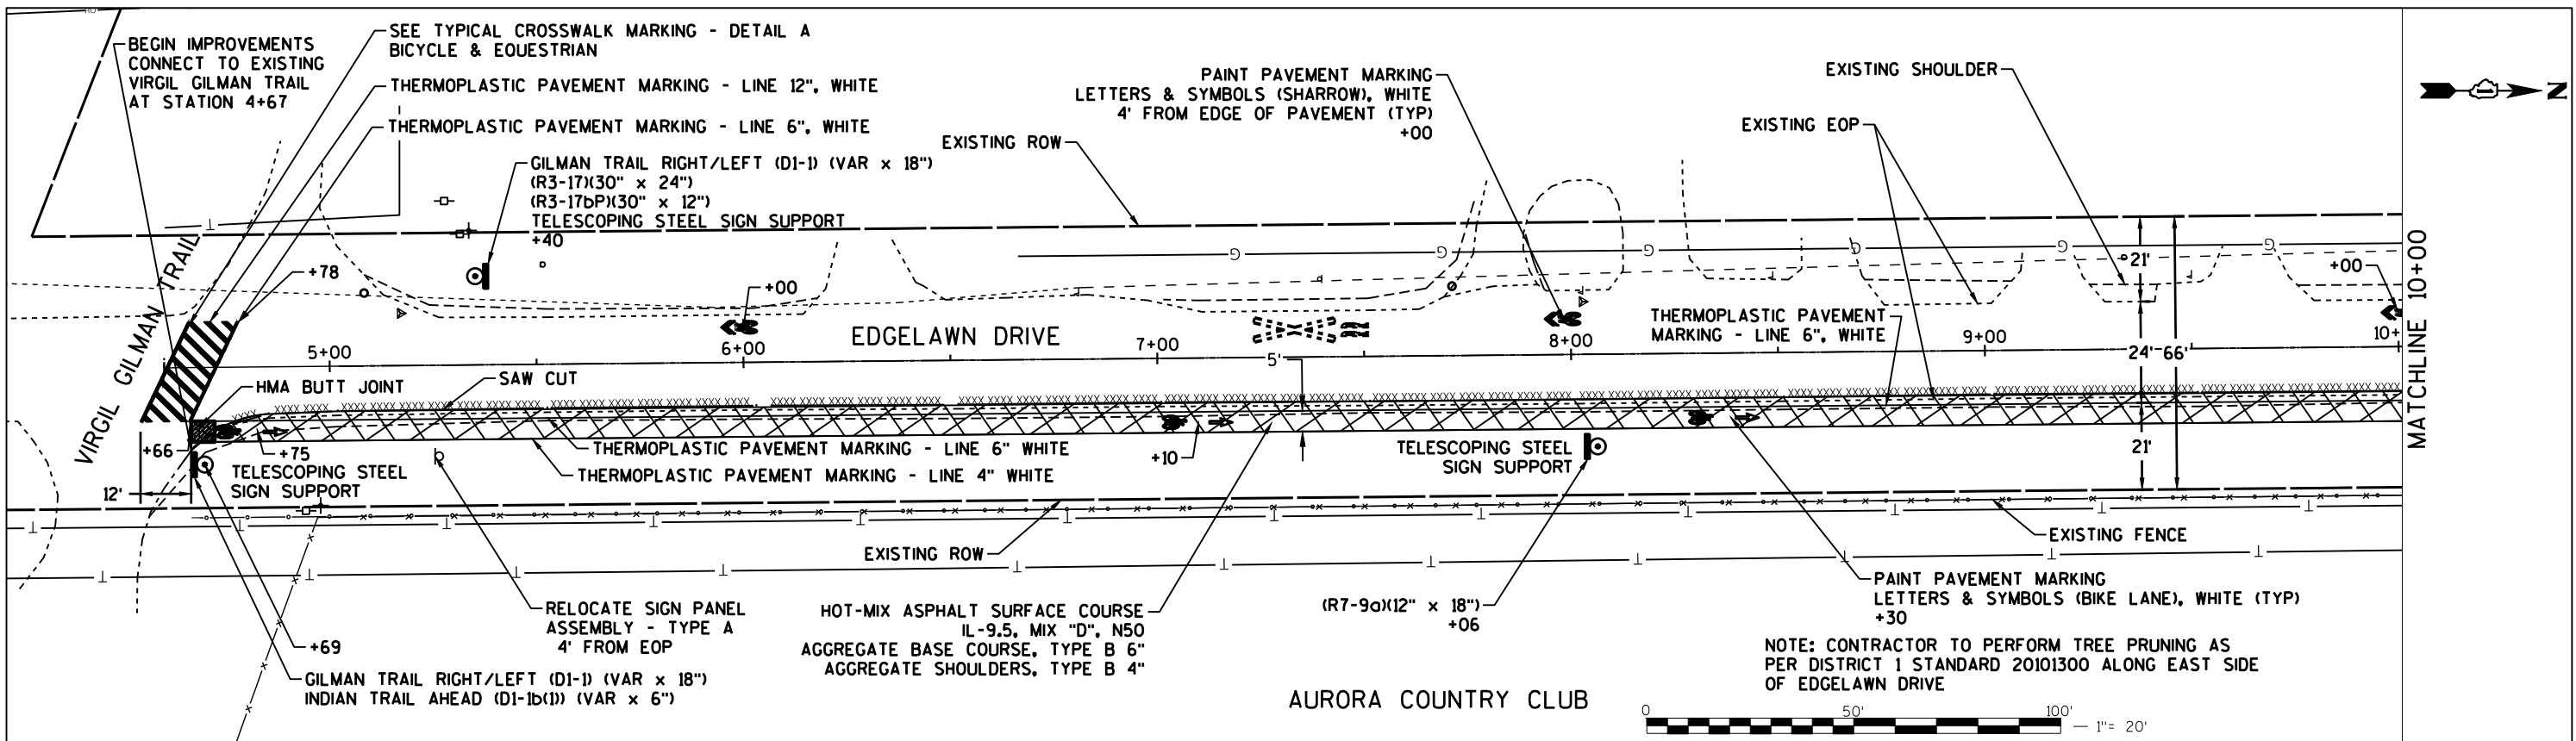 BEGIN IMPROVEMENTS
CONNECT TO EXISTING
VIRGIL GILMAN TRAIL
AT STATION 4+67
SEE TYPICAL CROSSWALK MARKING - DETAIL A
BICYCLE & EQUESTRIAN
THERMOPLASTIC PAVEMENT MARKING - LINE 12", WHITE
THERMOPLASTIC PAVEMENT MARKING - LINE 6", WHITE
GILMAN TRAIL RIGHT/LEFT (D1-1) (VAR x 18")
(R3-17)(30" x 24")
(R3-17bP)(30" x 12")
TELESCOPING STEEL SIGN SUPPORT
+40
EXISTING ROW
PAINT PAVEMENT MARKING
LETTERS & SYMBOLS (SHARROW), WHITE
4' FROM EDGE OF PAVEMENT (TYP)
+00
EXISTING SHOULDER
EXISTING EOP
N
VIRGIL GILMAN TRAIL
+78
+00
G
G
G
G
G
G
21'
+00
EDGELAWN DRIVE
THERMOPLASTIC PAVEMENT
MARKING - LINE 6", WHITE
5+00
6+00
7+00
8+00
9+00
10+
5'
24'
66'
21'
MATCHLINE 10+00
HMA BUTT JOINT
SAW CUT
+66
+75
12'
TELESCOPING STEEL
SIGN SUPPORT
THERMOPLASTIC PAVEMENT MARKING - LINE 6" WHITE
THERMOPLASTIC PAVEMENT MARKING - LINE 4" WHITE
+10
TELESCOPING STEEL
SIGN SUPPORT
EXISTING ROW
EXISTING FENCE
+69
GILMAN TRAIL RIGHT/LEFT (D1-1) (VAR x 18")
INDIAN TRAIL AHEAD (D1-1b(1)) (VAR x 6")
RELOCATE SIGN PANEL
ASSEMBLY - TYPE A
4' FROM EOP
HOT-MIX ASPHALT SURFACE COURSE
IL-9.5, MIX "D", N50
AGGREGATE BASE COURSE, TYPE B 6"
AGGREGATE SHOULDERS, TYPE B 4"
(R7-9a)(12" x 18")
+06
PAINT PAVEMENT MARKING
LETTERS & SYMBOLS (BIKE LANE), WHITE (TYP)
+30
NOTE: CONTRACTOR TO PERFORM TREE PRUNING AS
PER DISTRICT 1 STANDARD 20101300 ALONG EAST SIDE
OF EDGELAWN DRIVE
AURORA COUNTRY CLUB
0 50' 100'
1"= 20'